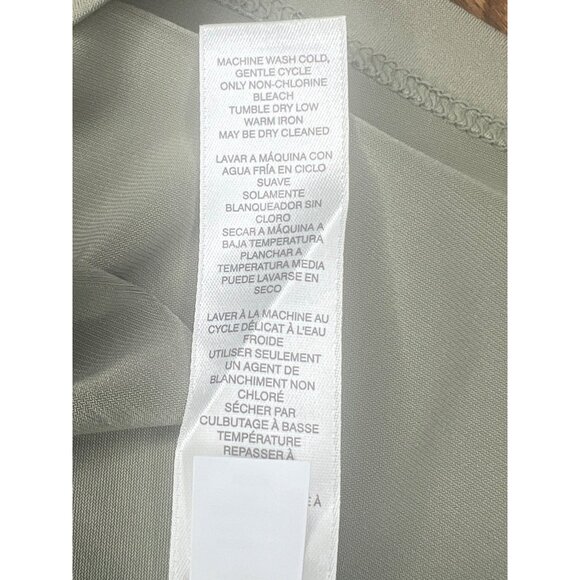 MACHINE WASH COLD,
GENTLE CYCLE
ONLY NON-CHLORINE
BLEACH
TUMBLE DRY LOW
WARM IRON
MAY BE DRY CLEANED
LAVAR A MÁQUINA CON
AGUA FRÍA EN CICLO
SUAVE
SOLAMENTE
BLANQUEADOR SIN
CLORO
SECAR A MÁQUINA A
BAJA TEMPERATURA
PLANCHAR A
TEMPERATURA MEDIA
PUEDE LAVARSE EN
SECO
LAVER À LA MACHINE AU
CYCLE DÉLICAT À L'EAU
FROIDE
UTILISER SEULEMENT
UN AGENT DE
BLANCHIMENT NON
CHLORÉ
SÉCHER PAR
CULBUTAGE À BASSE
TEMPÉRATURE
REPASSER À
À